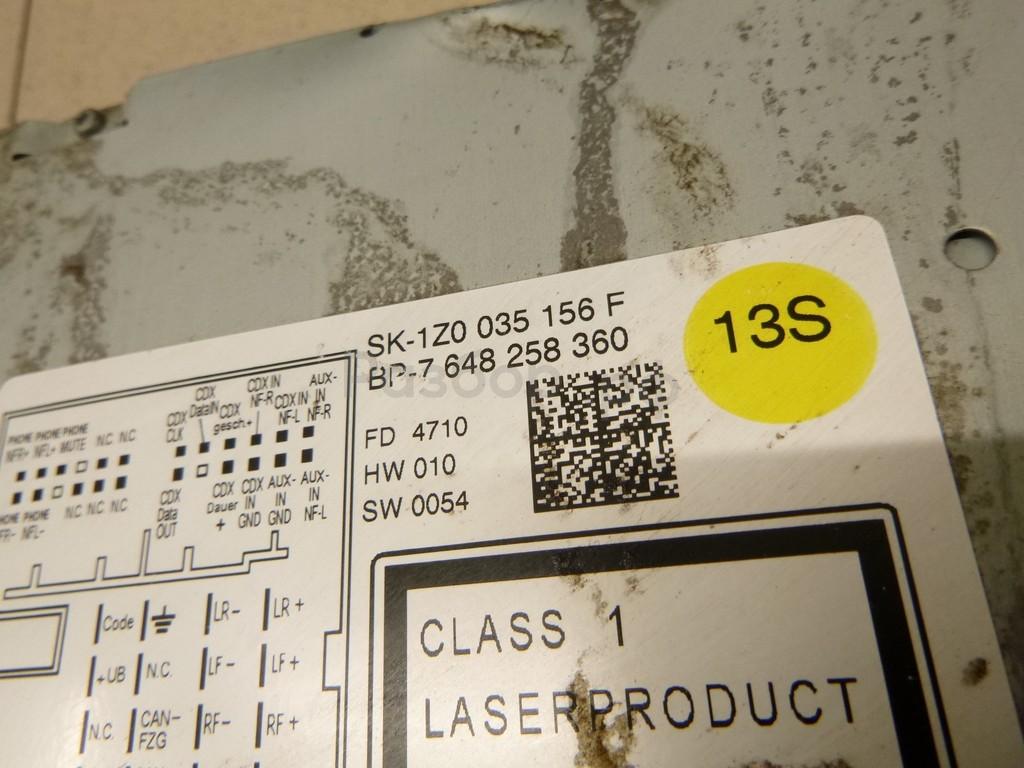 SK-1Z0 035 156 F
BP-7 648 258 360
13S
FD 4710
HW 010
SW 0054
CDX IN AUX-
CDX NF-R CDX IN IN
CDX DataIN CDX NF-L NF-R
CLK gesch.+
PHONE PHONE PHONE
NFR+ NFL+ MUTE N.C N.C
CDX CDX CDX AUX- AUX-
Data Dauer IN IN IN
OUT + GND GND NF-L
PHONE N.C N.C N.C
NFL-
Code LR- LR+
+UB N.C. LF- LF+
N.C. CAN-FZG RF- RF+
CLASS 1
LASERPRODUCT